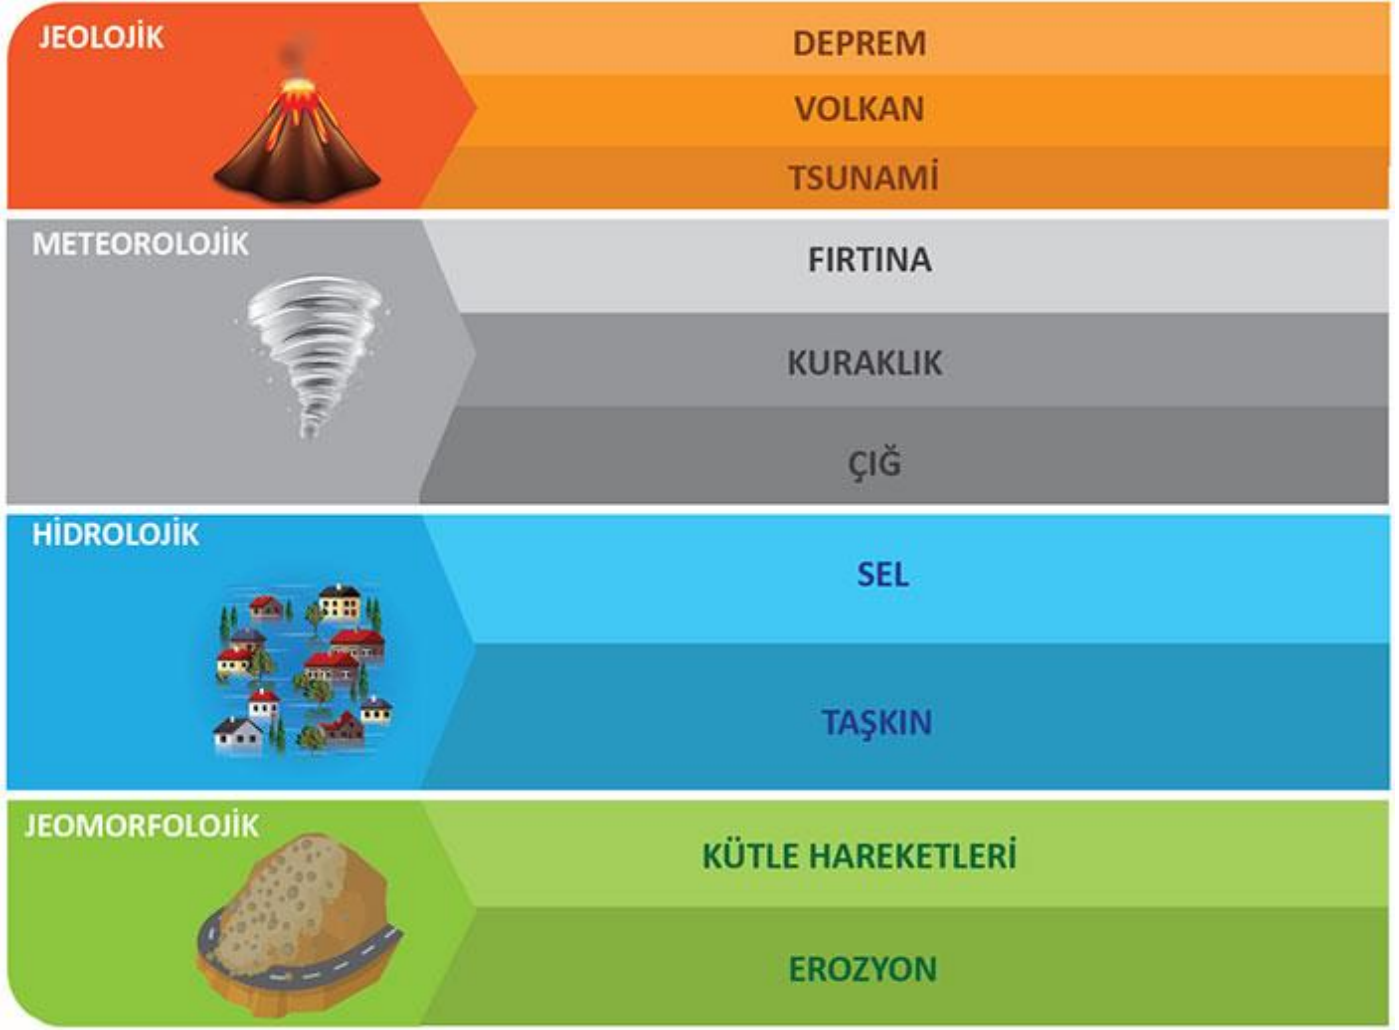 JEOLOJİK
DEPREM
VOLKAN
TSUNAMİ
METEOROLOJİK
FIRTINA
KURAKLIK
ÇIĞ
HİDROLOJİK
SEL
TAŞKIN
JEOMORFOLOJİK
KÜTLE HAREKETLERİ
EROZYON